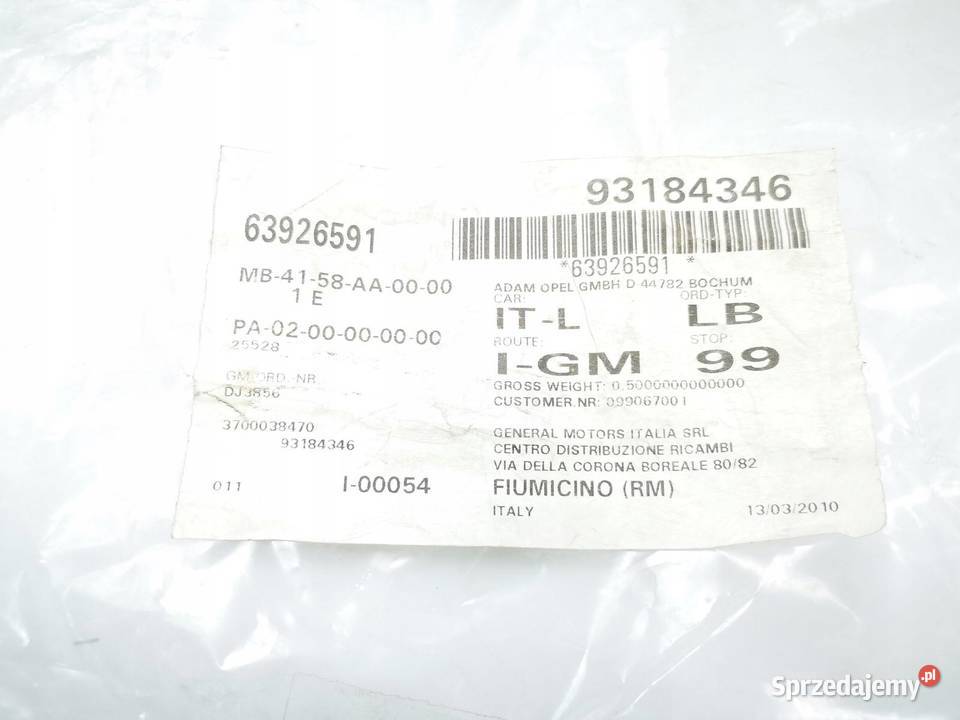 93184346
63926591
*63926591 *
MB-41-58-AA-00-00
1 E
PA-02-00-00-00-00
25528
GM.ORD.-NR
DJ3856
3700038470
93184346
011
I-00054
ADAM OPEL GMBH D 44782 BOCHUM
CAR: ORD-TYP:
IT-L LB
ROUTE: STOP:
I-GM 99
GROSS WEIGHT: 0.5000000000000
CUSTOMER.NR: 099067001
GENERAL MOTORS ITALIA SRL
CENTRO DISTRIBUZIONE RICAMBI
VIA DELLA CORONA BOREALE 80/82
FIUMICINO (RM)
ITALY 13/03/2010
Sprzedajemy.pl